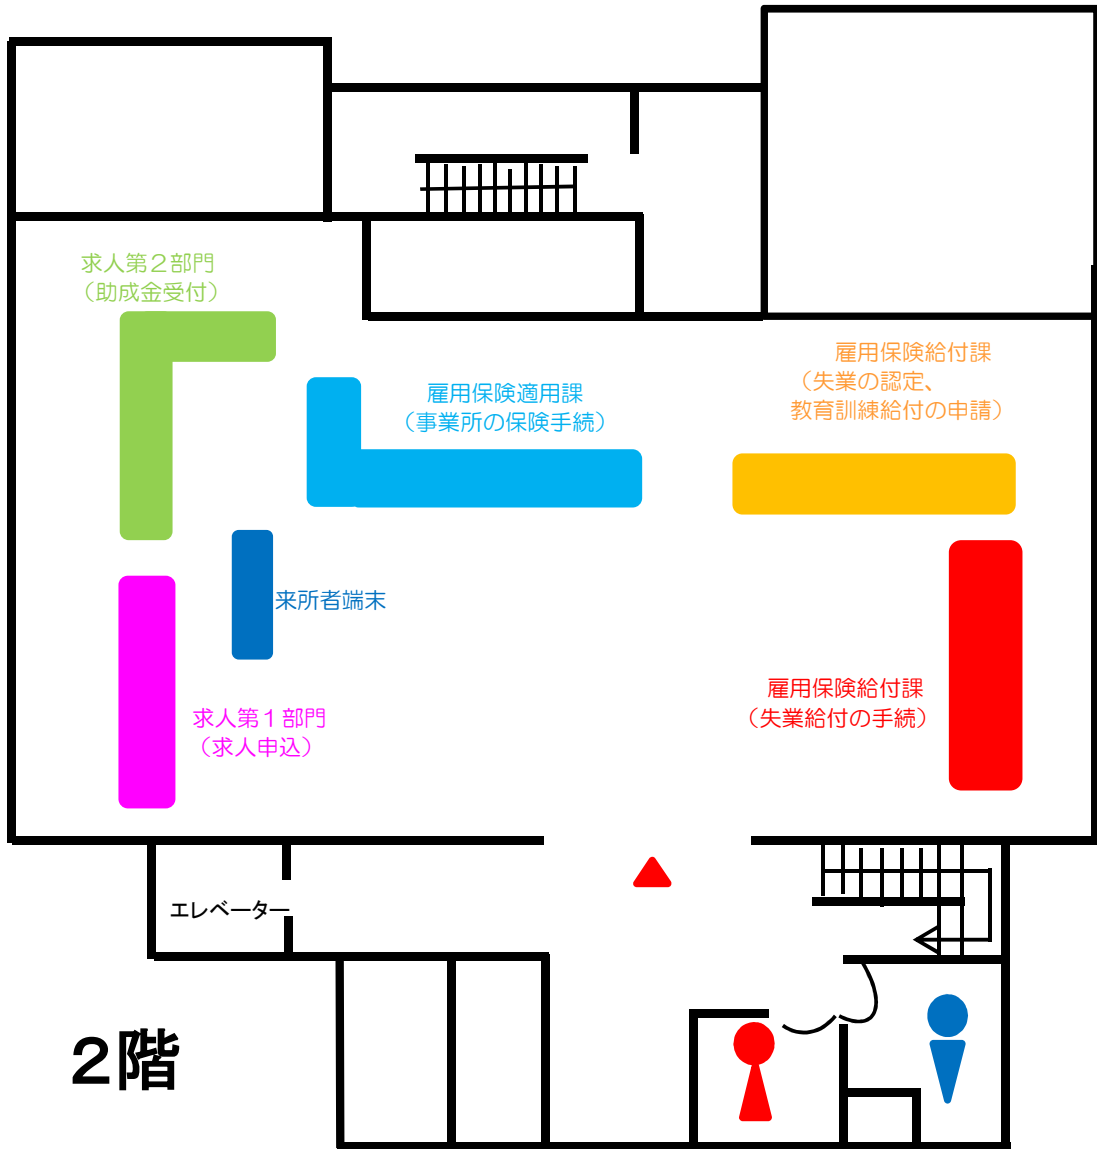 求人第２部門
（助成金受付）
雇用保険適用課
（事業所の保険手続）
雇用保険給付課
（失業の認定、
教育訓練給付の申請）
来所者端末
求人第１部門
（求人申込）
雇用保険給付課
（失業給付の手続）
エレベーター
２階